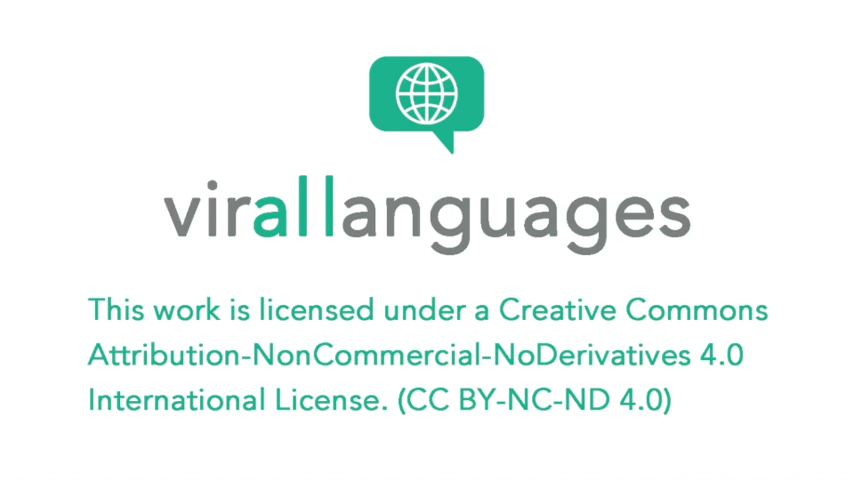 virallanguages
This work is licensed under a Creative Commons
Attribution-NonCommercial-NoDerivatives 4.0
International License. (CC BY-NC-ND 4.0)